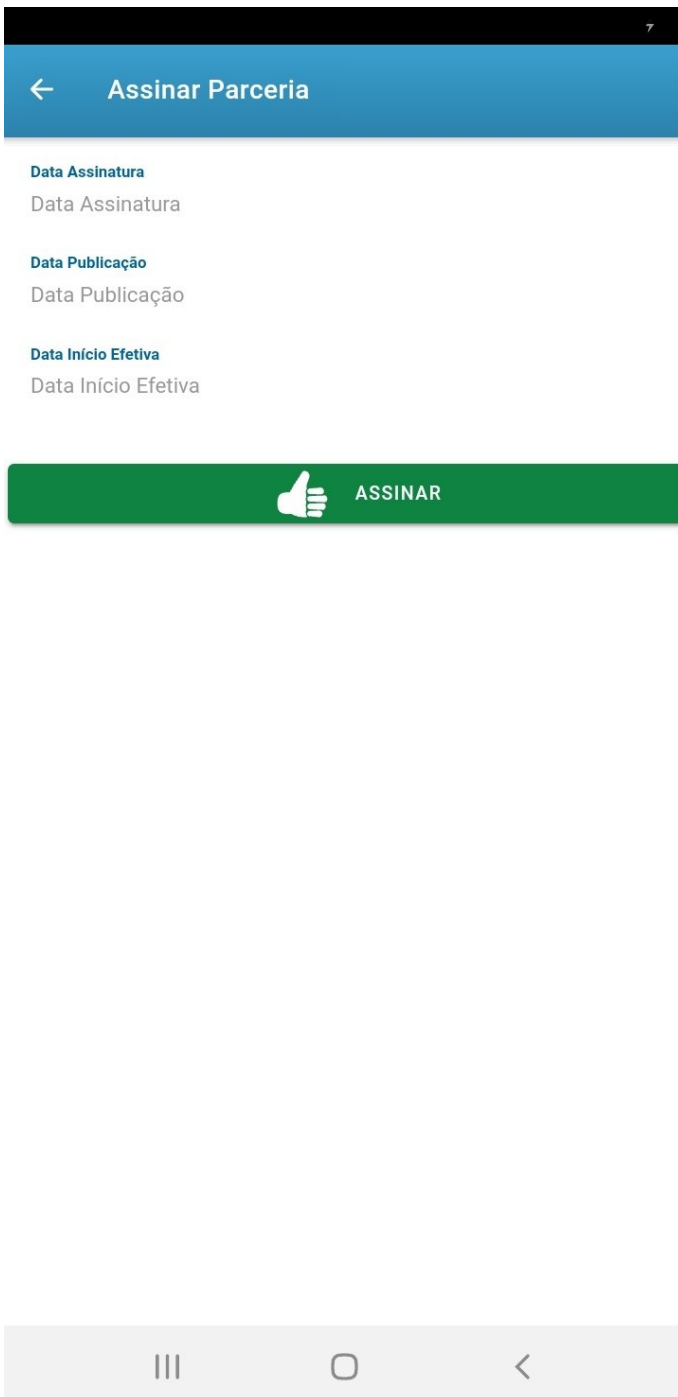 Assinar Parceria
Data Assinatura
Data Assinatura
Data Publicação
Data Publicação
Data Início Efetiva
Data Início Efetiva
ASSINAR